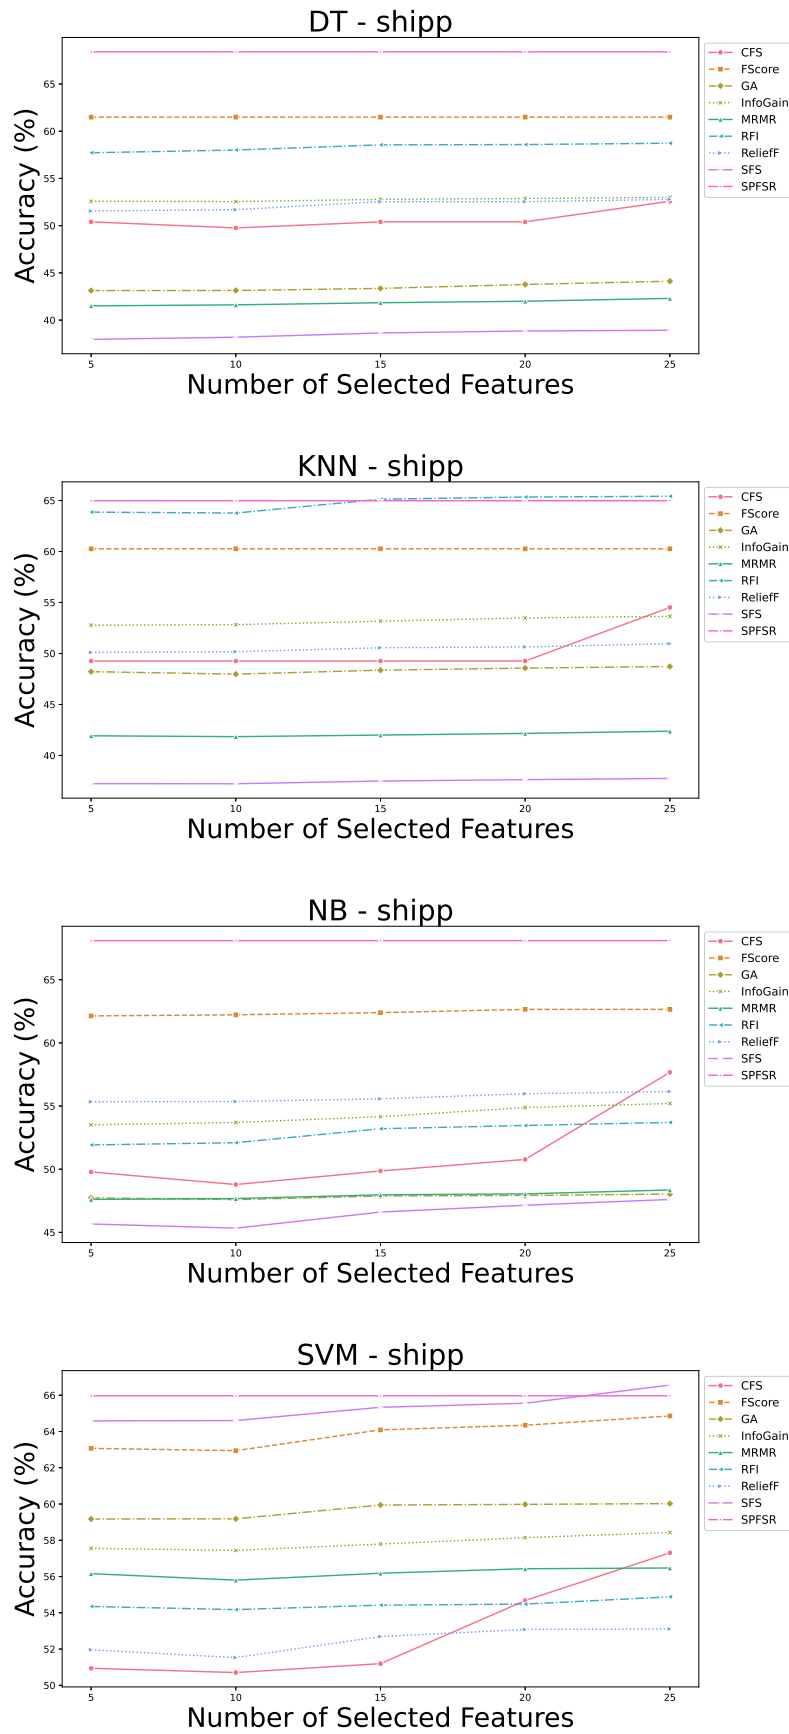 DT - shipp
Accuracy (%)
65
60
55
50
45
40
5 10 15 20 25
Number of Selected Features
CFS
FScore
GA
InfoGain
MRMR
RFI
ReliefF
SFS
SPFSR
KNN - shipp
Accuracy (%)
65
60
55
50
45
40
5 10 15 20 25
Number of Selected Features
CFS
FScore
GA
InfoGain
MRMR
RFI
ReliefF
SFS
SPFSR
NB - shipp
Accuracy (%)
65
60
55
50
45
5 10 15 20 25
Number of Selected Features
CFS
FScore
GA
InfoGain
MRMR
RFI
ReliefF
SFS
SPFSR
SVM - shipp
Accuracy (%)
66
64
62
60
58
56
54
52
50
5 10 15 20 25
Number of Selected Features
CFS
FScore
GA
InfoGain
MRMR
RFI
ReliefF
SFS
SPFSR